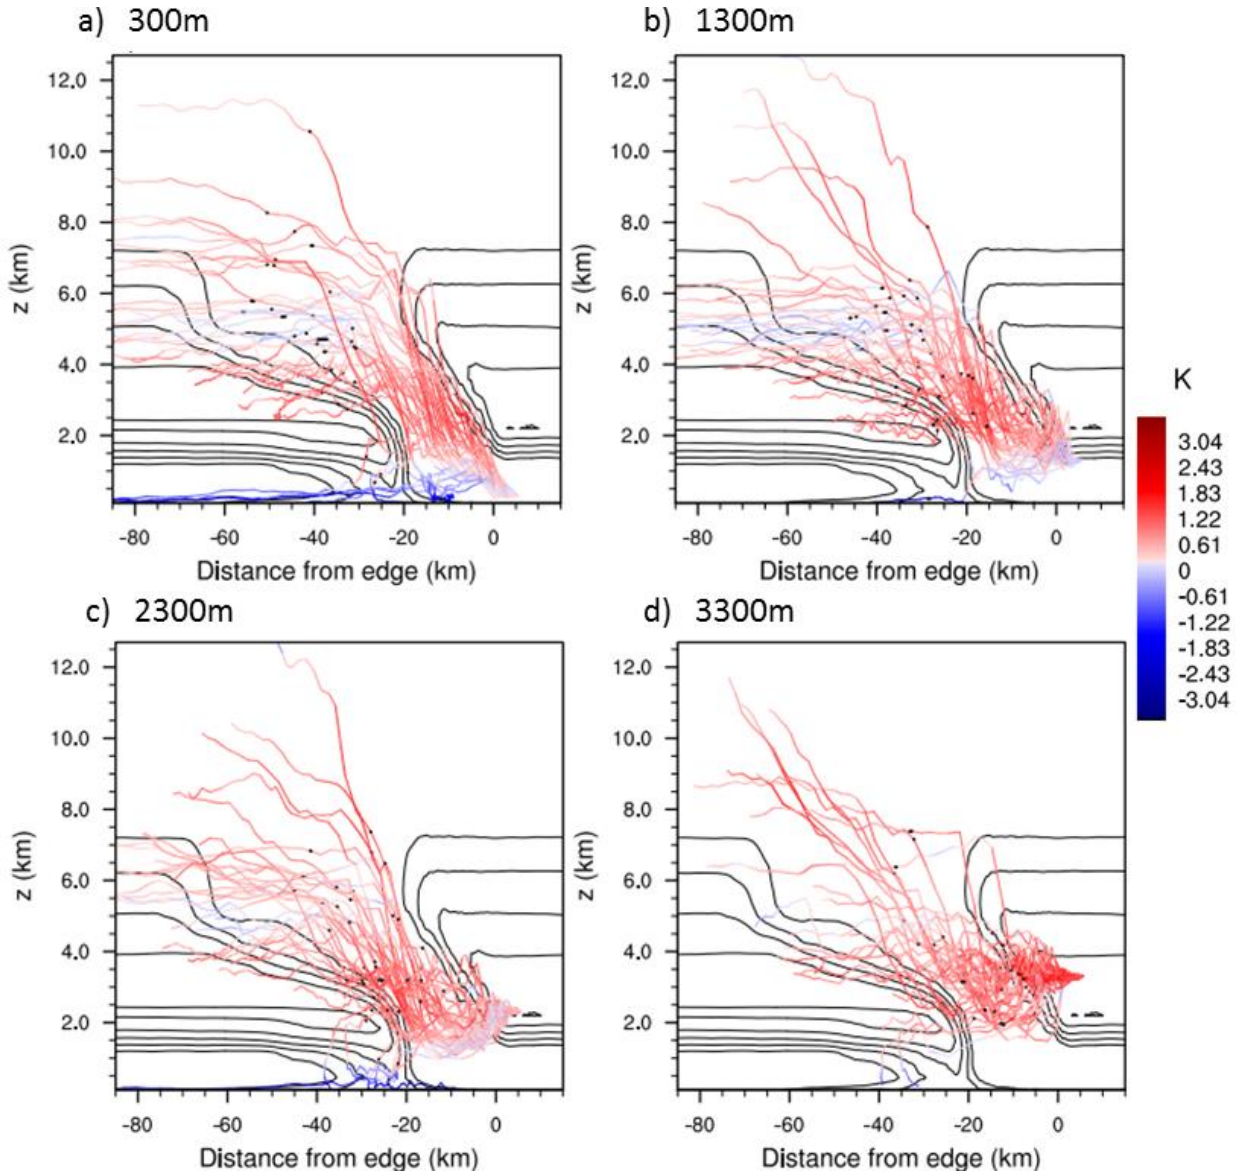 a) 300m
b) 1300m
12.0
10.0
8.0
6.0
4.0
2.0
z (km)
-80 -60 -40 -20 0
Distance from edge (km)
12.0
10.0
8.0
6.0
4.0
2.0
z (km)
-80 -60 -40 -20 0
Distance from edge (km)
c) 2300m
d) 3300m
12.0
10.0
8.0
6.0
4.0
2.0
z (km)
-80 -60 -40 -20 0
Distance from edge (km)
12.0
10.0
8.0
6.0
4.0
2.0
z (km)
-80 -60 -40 -20 0
Distance from edge (km)
K
3.04
2.43
1.83
1.22
0.61
0
-0.61
-1.22
-1.83
-2.43
-3.04